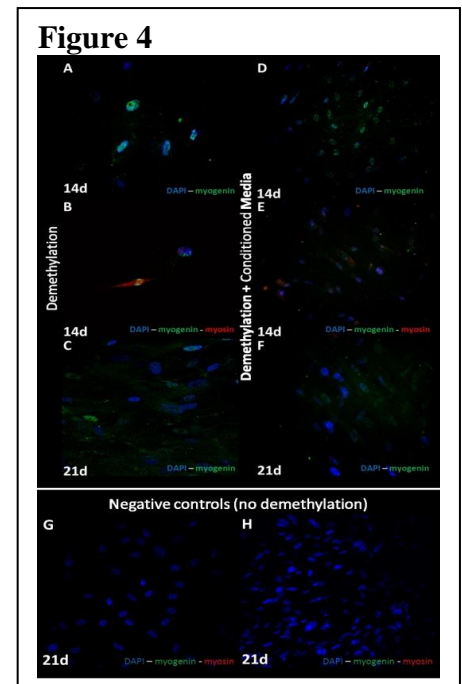 Figure 4
A
14d
DAPI – myogenin
B
14d
DAPI – myogenin - myosin
C
21d
DAPI – myogenin
Demethylation
D
14d
DAPI – myogenin
E
14d
DAPI – myogenin - myosin
F
21d
DAPI – myogenin
Demethylation + Conditioned Media
Negative controls (no demethylation)
G
21d
DAPI – myogenin - myosin
H
21d
DAPI – myogenin - myosin